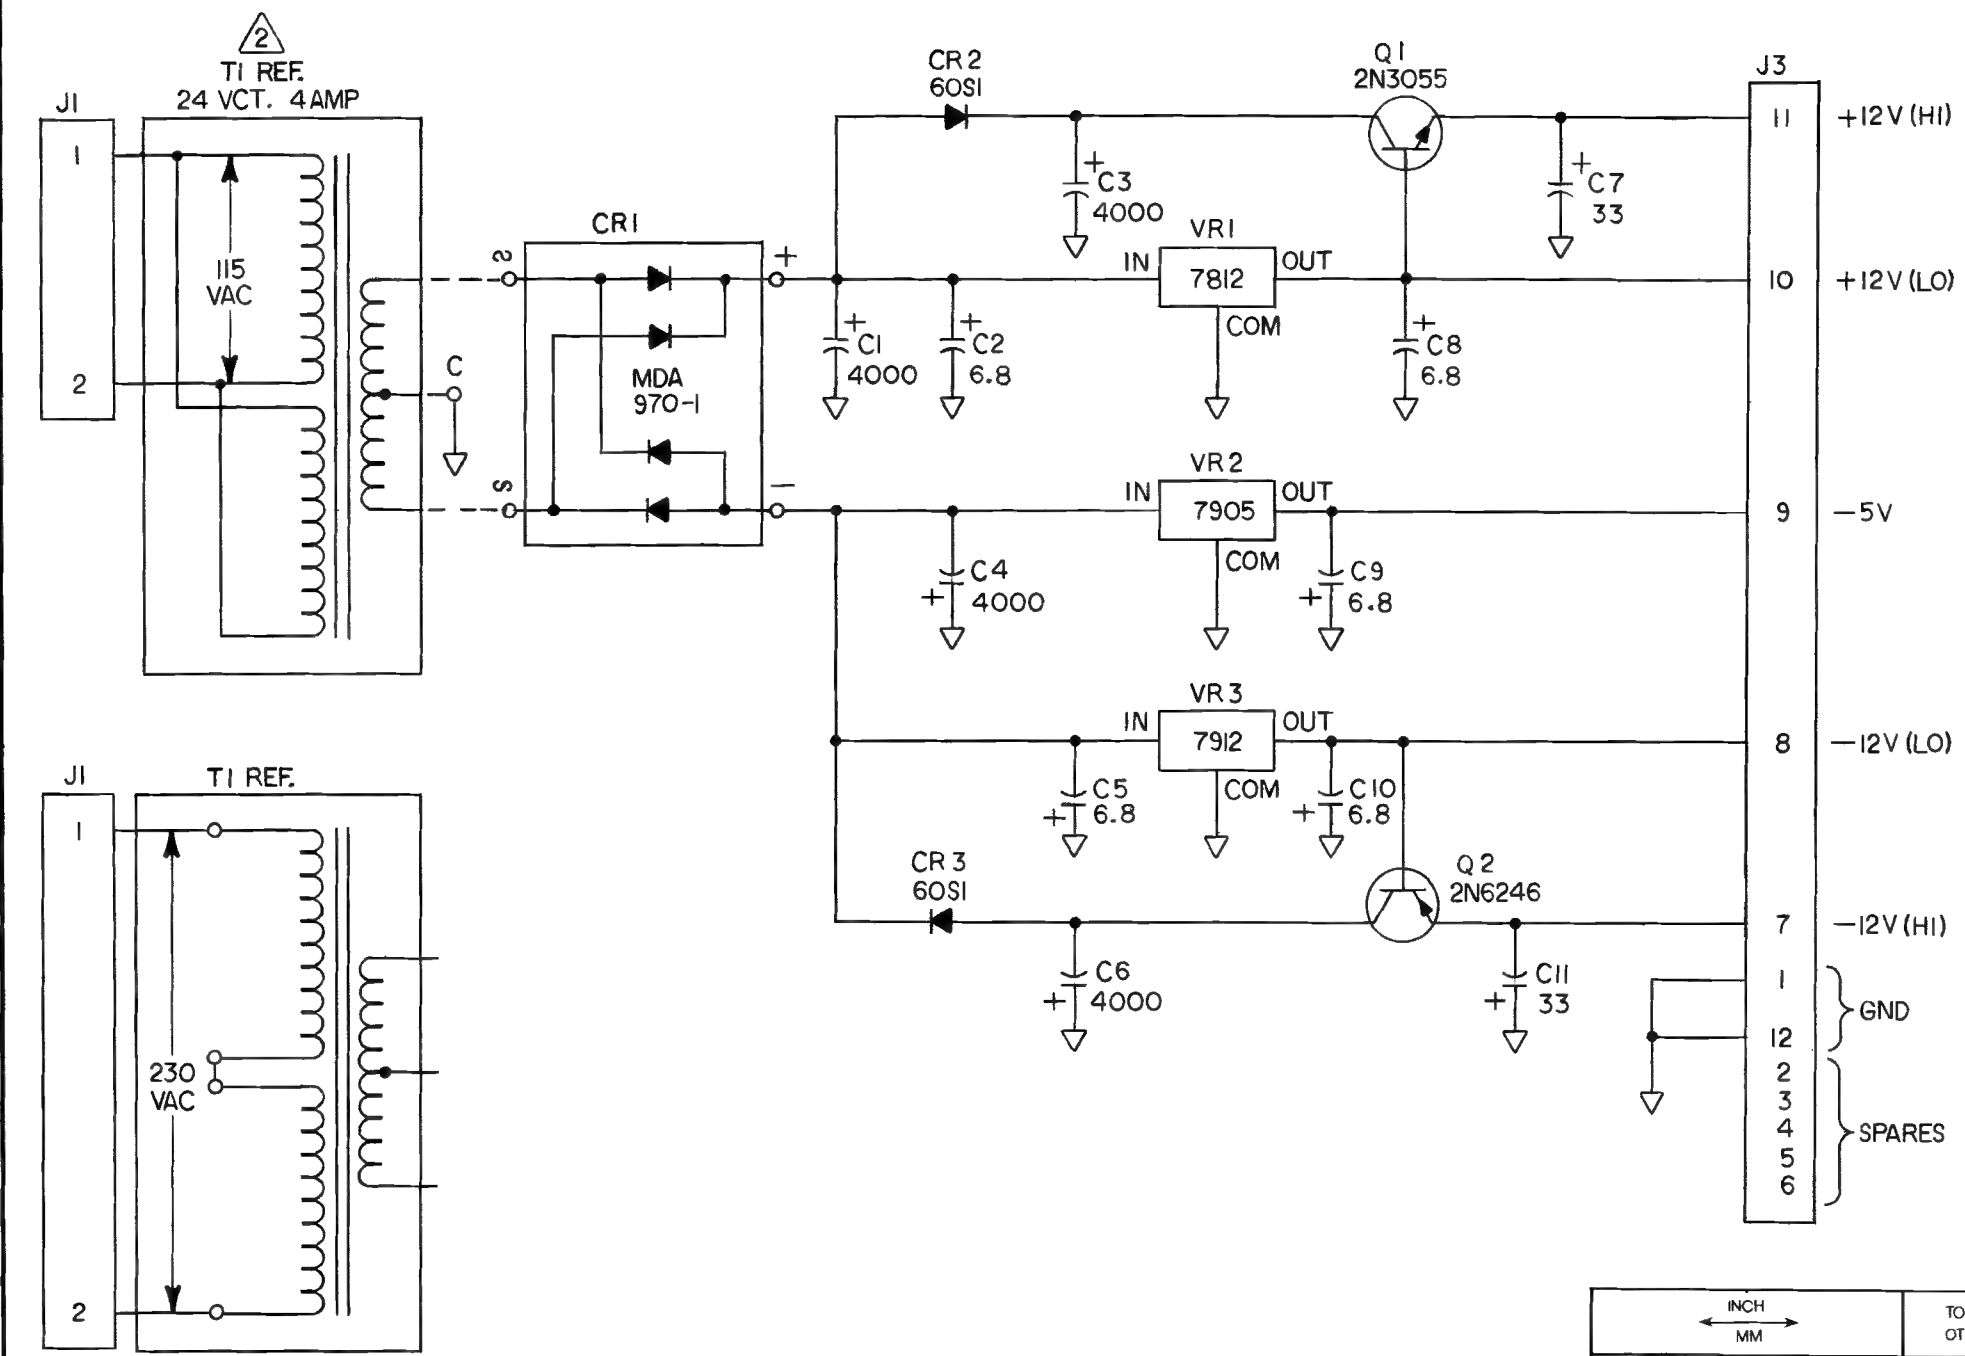 2
T1 REF.
24 VCT. 4AMP
J1
1
115
VAC
2
C
S
S
CR1
MDA
970-1
+
−
CR2
60S1
+
C3
4000
Q1
2N3055
+
C7
33
J3
11
+12V (HI)
VR1
IN
7812
OUT
COM
+
C1
4000
+
C2
6.8
+
C8
6.8
10
+12V (LO)
VR2
IN
7905
OUT
COM
C4
+
4000
C9
+
6.8
9
−5V
VR3
IN
7912
OUT
COM
C5
+
6.8
C10
+
6.8
8
−12V (LO)
CR3
60S1
C6
+
4000
Q2
2N6246
C11
+
33
7
−12V (HI)
1
12
GND
2
3
4
5
6
SPARES
J1
T1 REF.
1
230
VAC
2
INCH
MM
TO
OT